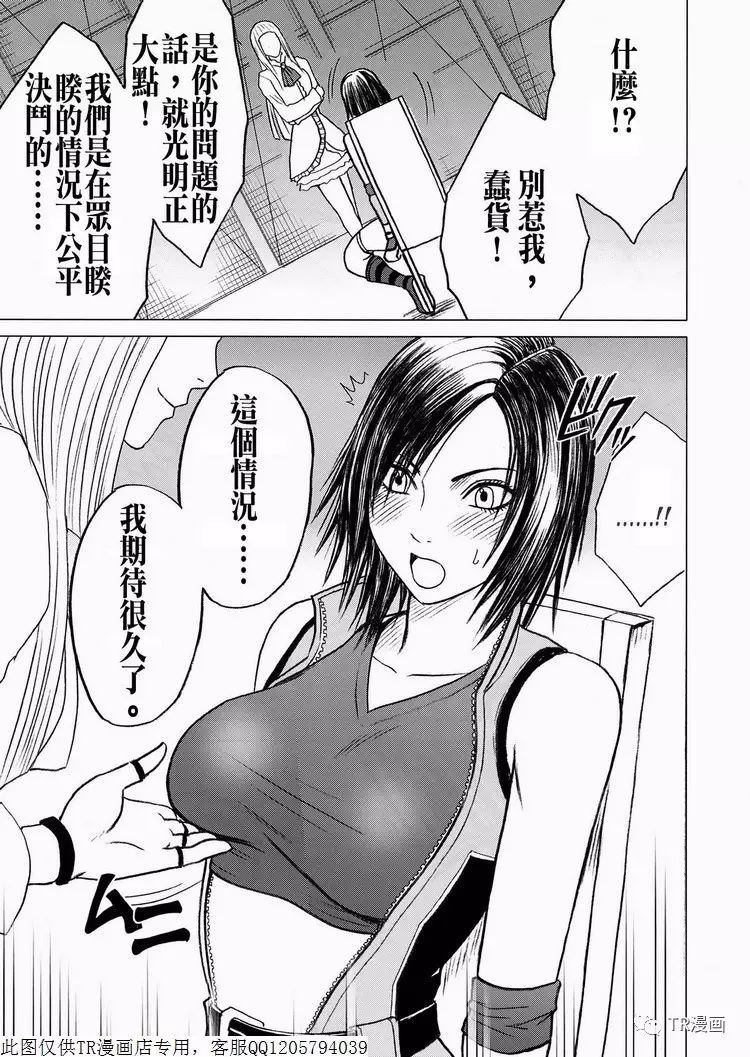 什麼!?
別惹我，
蠢貨！
是你的問題的
話，就光明正
大點！
我們是在眾目睽
睽的情況下公平
決鬥的……
……!!
ビクッ
這個情況
……
我期待很久了。
ムニ
TR漫画
此图仅供TR漫画店专用，客服QQ1205794039